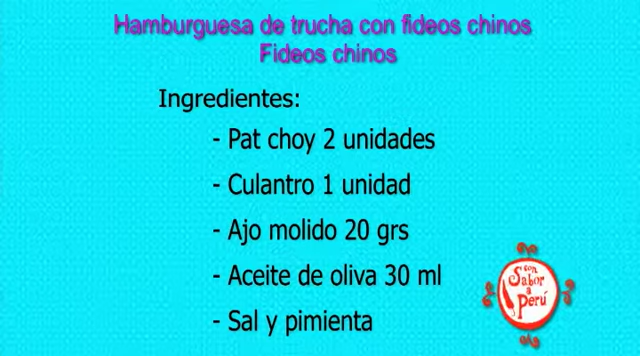 Hamburguesa de trucha con fideos chinos
Fideos chinos
Ingredientes:
- Pat choy 2 unidades
- Culantro 1 unidad
- Ajo molido 20 grs
- Aceite de oliva 30 ml
- Sal y pimienta
con
Sabor
a
Perú